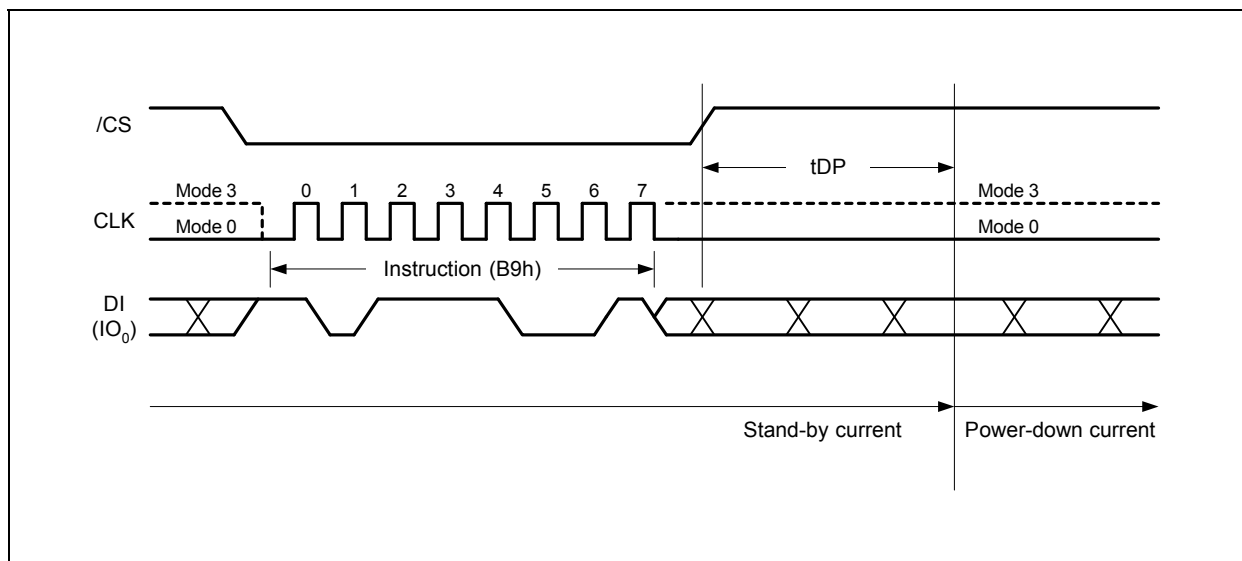 /CS
tDP
Mode 3 0 1 2 3 4 5 6 7 Mode 3
CLK
Mode 0 Mode 0
Instruction (B9h)
DI
(IO₀)
Stand-by current Power-down current